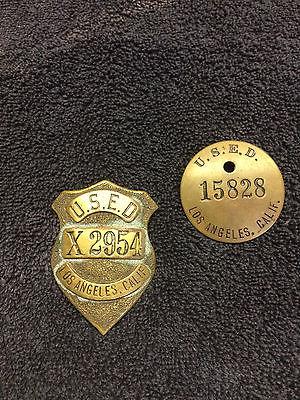 U.S.E.D
X 2954
LOS ANGELES, CALIF.
U.S.E.D.
15828
LOS ANGELES, CALIF.